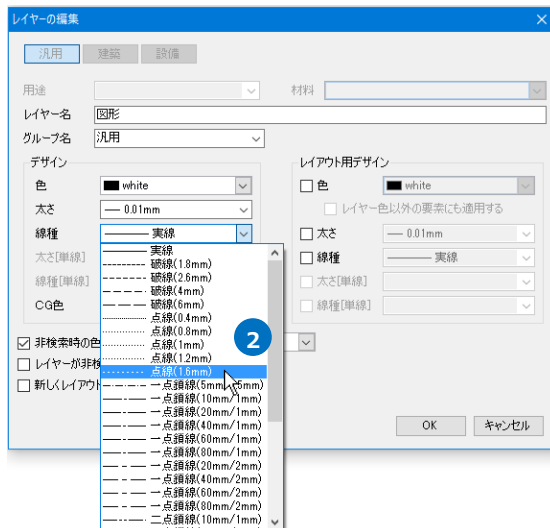 レイヤーの編集
汎用 建築 設備
用途 材料
レイヤー名 図形
グループ名 汎用
デザイン レイアウト用デザイン
色 white 色 white
レイヤー色以外の要素にも適用する
太さ 0.01mm 太さ 0.01mm
線種 実線 線種 実線
太さ[単線] 太さ[単線]
線種[単線] 線種[単線]
CG色
実線
破線(1.8mm)
破線(2.6mm)
破線(4mm)
破線(6mm)
点線(0.4mm)
点線(0.8mm)
点線(1mm)
点線(1.2mm)
点線(1.6mm)
2
一点鎖線(5mm/5mm)
一点鎖線(10mm/1mm)
一点鎖線(20mm/1mm)
一点鎖線(40mm/1mm)
一点鎖線(60mm/1mm)
一点鎖線(80mm/1mm)
一点鎖線(20mm/2mm)
一点鎖線(40mm/2mm)
一点鎖線(60mm/2mm)
一点鎖線(80mm/2mm)
二点鎖線(10mm/1mm)
非検索時の色
レイヤーが非検
新しくレイアウト
OK キャンセル